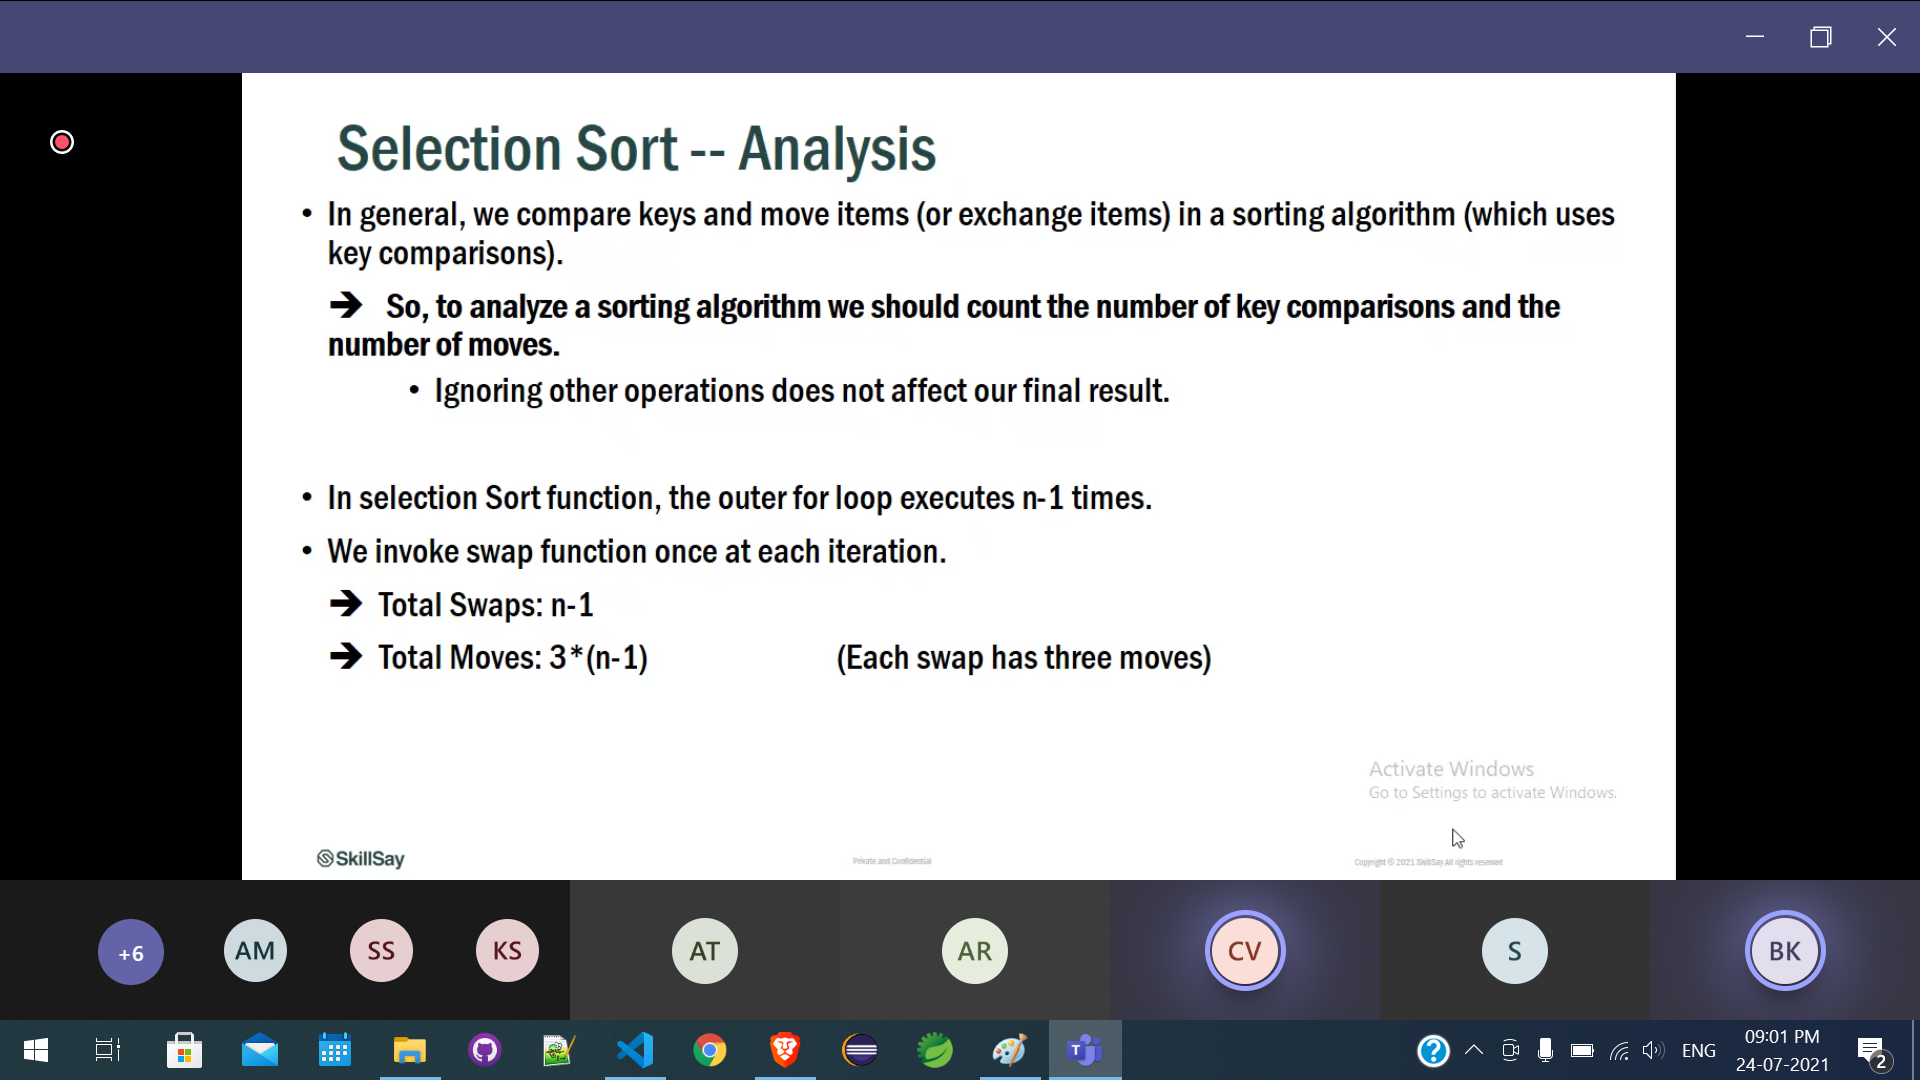 Selection Sort -- Analysis
• In general, we compare keys and move items (or exchange items) in a sorting algorithm (which uses
key comparisons).
➔ So, to analyze a sorting algorithm we should count the number of key comparisons and the
number of moves.
• Ignoring other operations does not affect our final result.
• In selection Sort function, the outer for loop executes n-1 times.
• We invoke swap function once at each iteration.
➔ Total Swaps: n-1
➔ Total Moves: 3*(n-1) (Each swap has three moves)
Activate Windows
Go to Settings to activate Windows.
SkillSay
Private and Confidential
Copyright © 2021 SkillSay All rights reserved
+6 AM SS KS AT AR CV S BK
ENG
09:01 PM
24-07-2021
2